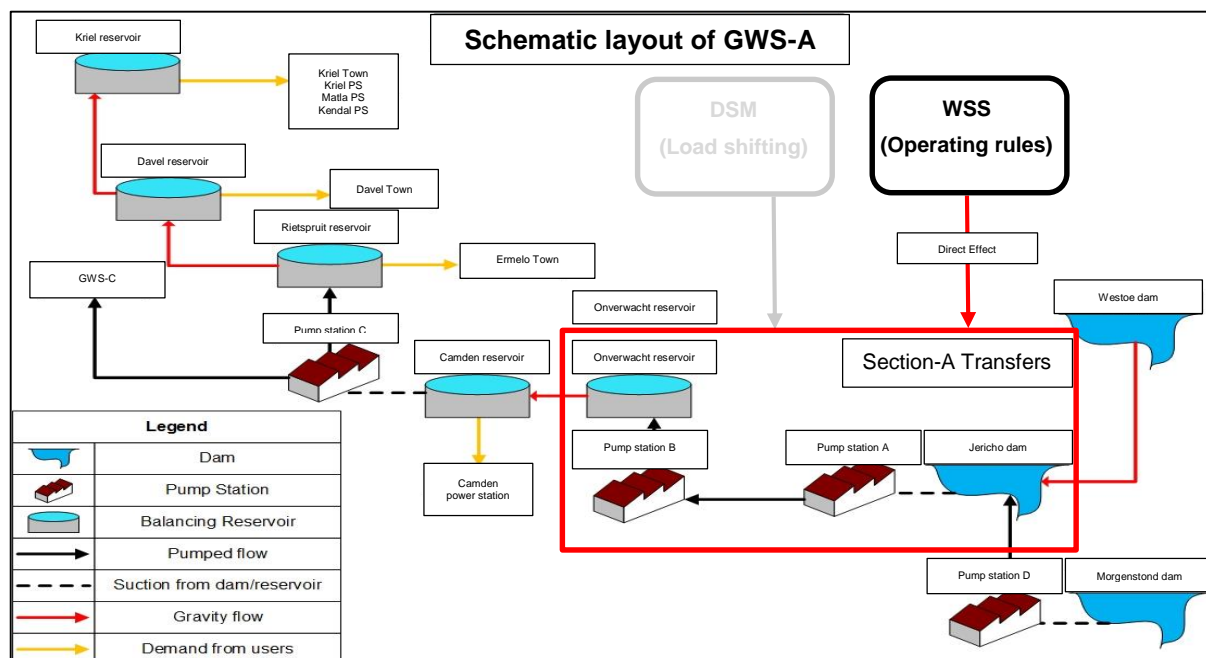 Schematic layout of GWS-A
Kriel reservoir
Kriel Town
Kriel PS
Matla PS
Kendal PS
DSM
(Load shifting)
WSS
(Operating rules)
Davel reservoir
Davel Town
Rietspruit reservoir
Direct Effect
Ermelo Town
GWS-C
Westoe dam
Onverwacht reservoir
Pump station C
Camden reservoir
Onverwacht reservoir
Section-A Transfers
Legend
Dam
Pump Station
Balancing Reservoir
Pumped flow
Suction from dam/reservoir
Gravity flow
Demand from users
Pump station B
Pump station A
Jericho dam
Camden
power station
Pump station D
Morgenstond dam